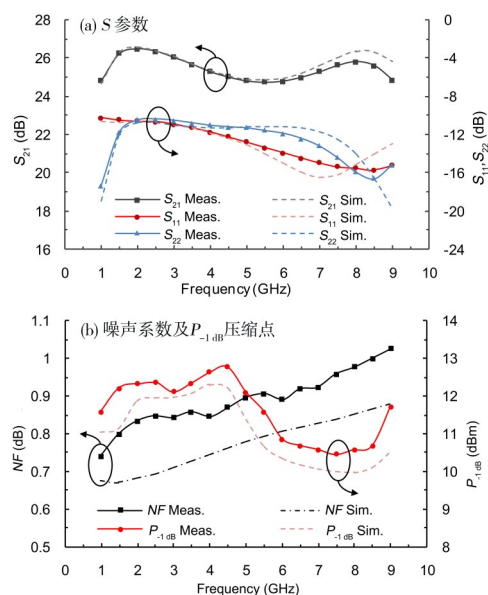 (a) S 参数
28
26
24
22
20
18
16
S21 (dB)
0
-4
-8
-12
-16
-20
-24
S11,S22 (dB)
S21 Meas.
S21 Sim.
S11 Meas.
S11 Sim.
S22 Meas.
S22 Sim.
0 1 2 3 4 5 6 7 8 9 10
Frequency(GHz)
(b) 噪声系数及P-1 dB压缩点
1.1
1
0.9
0.8
0.7
0.6
0.5
NF (dB)
14
13
12
11
10
9
8
P-1 dB (dBm)
NF Meas.
NF Sim.
P-1 dB Meas.
P-1 dB Sim.
0 1 2 3 4 5 6 7 8 9 10
Frequency (GHz)